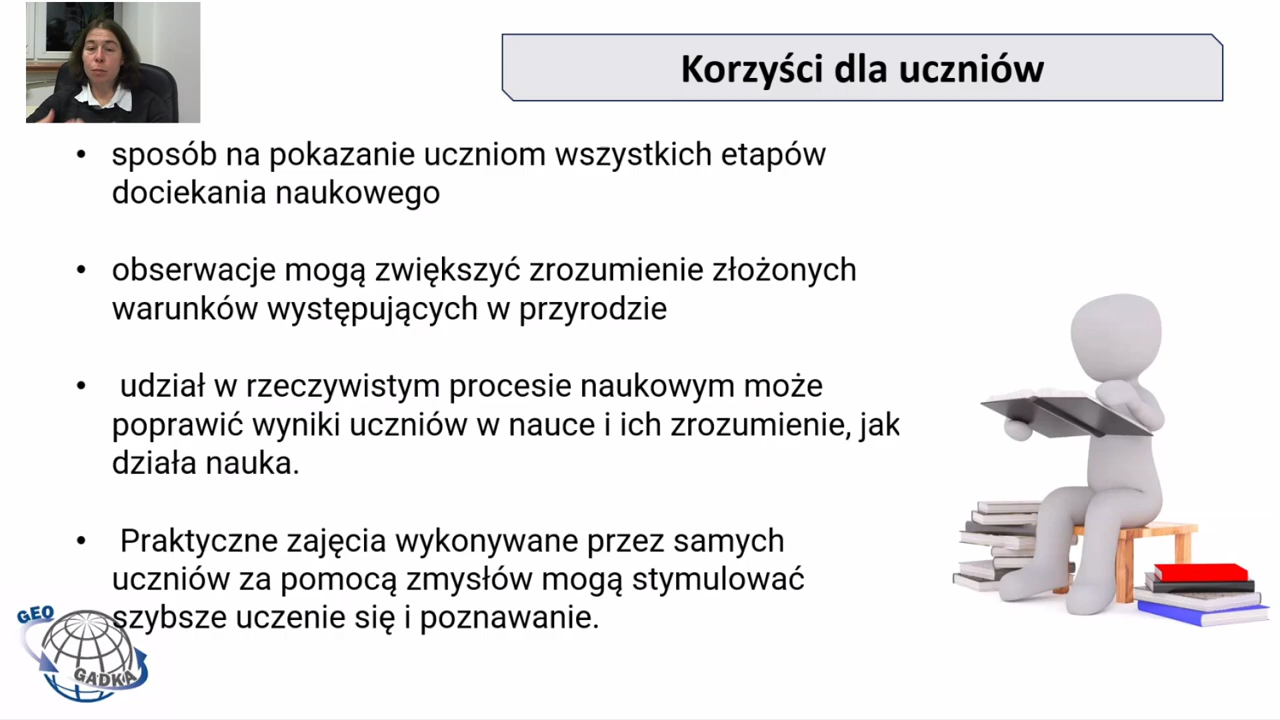 Korzyści dla uczniów
• sposób na pokazanie uczniom wszystkich etapów
dociekania naukowego
• obserwacje mogą zwiększyć zrozumienie złożonych
warunków występujących w przyrodzie
• udział w rzeczywistym procesie naukowym może
poprawić wyniki uczniów w nauce i ich zrozumienie, jak
działa nauka.
• Praktyczne zajęcia wykonywane przez samych
uczniów za pomocą zmysłów mogą stymulować
szybsze uczenie się i poznawanie.
GEO
GADKA